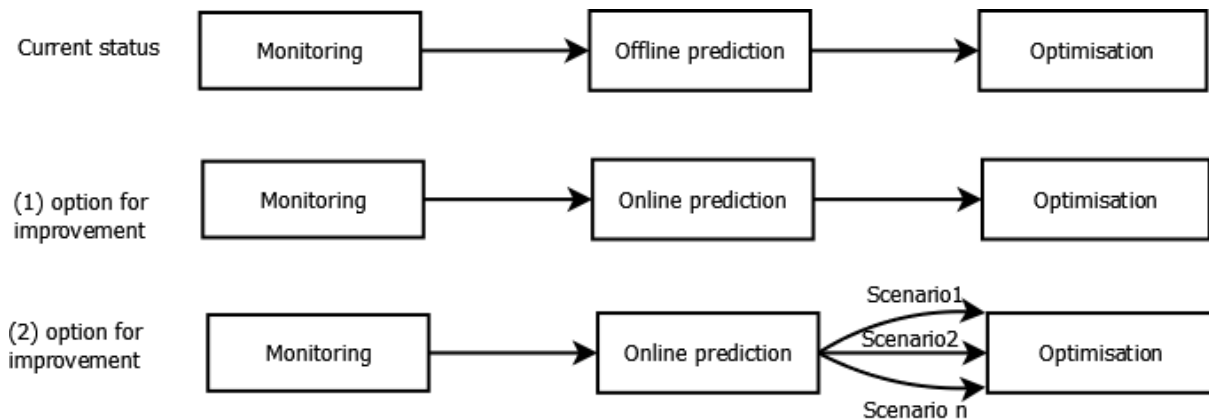 Current status
Monitoring
Offline prediction
Optimisation
(1) option for
improvement
Monitoring
Online prediction
Optimisation
(2) option for
improvement
Monitoring
Online prediction
Scenario1
Scenario2
Scenario n
Optimisation